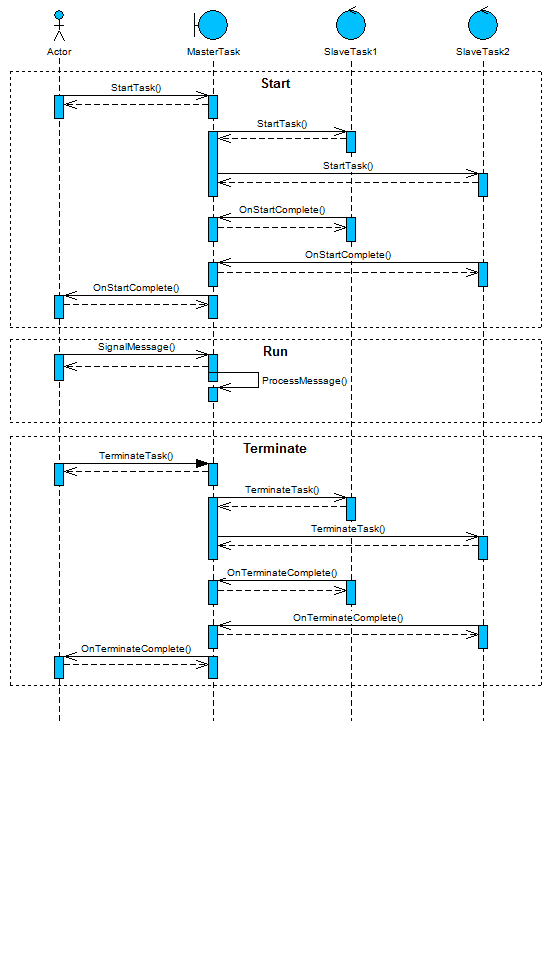 Actor
MasterTask
SlaveTask1
SlaveTask2
Start
StartTask()
StartTask()
StartTask()
OnStartComplete()
OnStartComplete()
OnStartComplete()
Run
SignalMessage()
ProcessMessage()
Terminate
TerminateTask()
TerminateTask()
TerminateTask()
OnTerminateComplete()
OnTerminateComplete()
OnTerminateComplete()